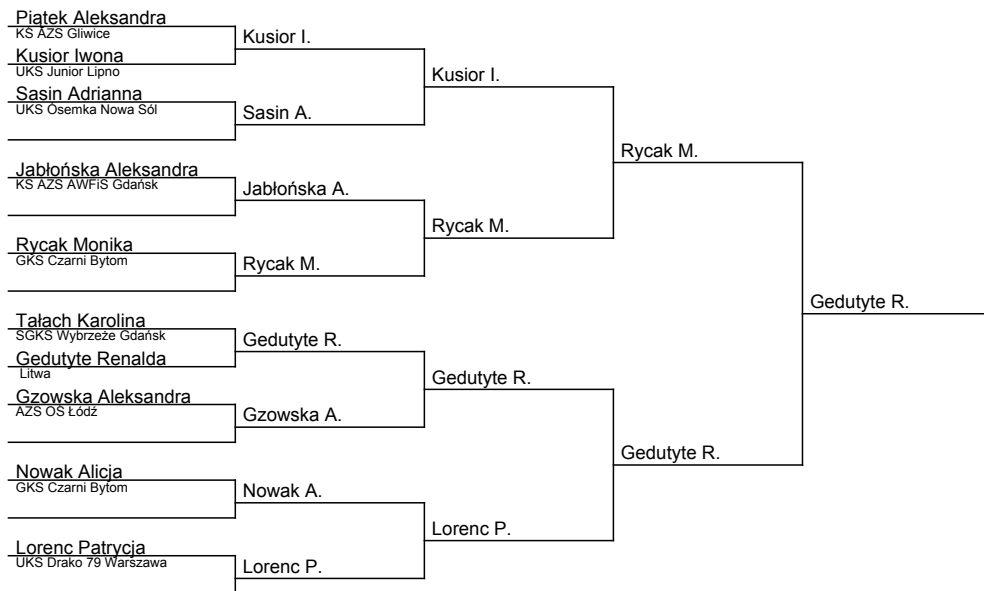 Piątek Aleksandra
KS AZS Gliwice
Kusior Iwona
UKS Junior Lipno
Sasin Adrianna
UKS Ósemka Nowa Sól
Jabłońska Aleksandra
KS AZS AWFiS Gdańsk
Rycak Monika
GKS Czarni Bytom
Tałach Karolina
SGKS Wybrzeże Gdańsk
Gedutyte Renalda
Litwa
Gzowska Aleksandra
AZS OŚ Łódź
Nowak Alicja
GKS Czarni Bytom
Lorenc Patrycja
UKS Drako 79 Warszawa
Kusior I.
Sasin A.
Jabłońska A.
Rycak M.
Gedutyte R.
Gzowska A.
Nowak A.
Lorenc P.
Kusior I.
Rycak M.
Gedutyte R.
Lorenc P.
Rycak M.
Gedutyte R.
Gedutyte R.